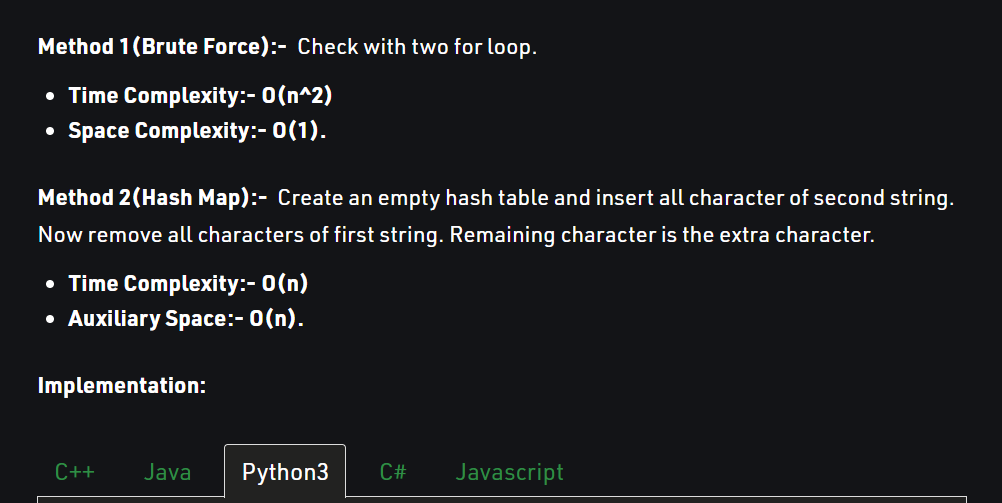 Method 1(Brute Force):- Check with two for loop.
Time Complexity:- O(n^2)
Space Complexity:- O(1).
Method 2(Hash Map):- Create an empty hash table and insert all character of second string.
Now remove all characters of first string. Remaining character is the extra character.
Time Complexity:- O(n)
Auxiliary Space:- O(n).
Implementation:
C++ Java Python3 C# Javascript